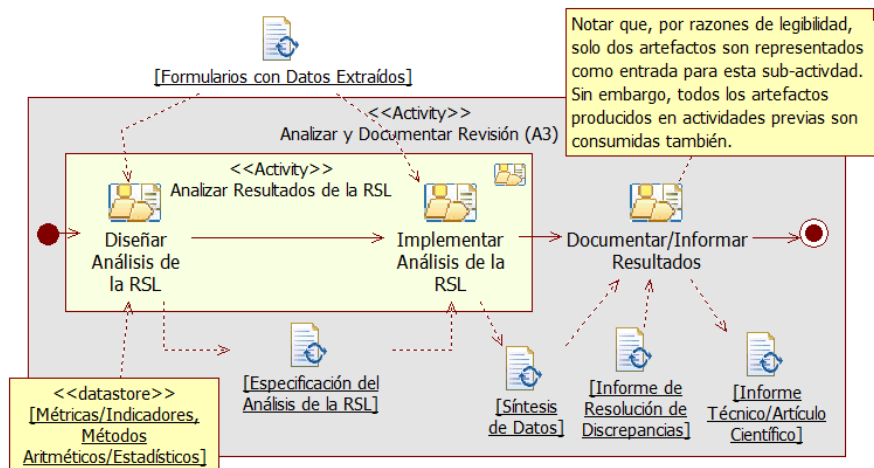 [Formularios con Datos Extraídos]
Notar que, por razones de legibilidad,
solo dos artefactos son representados
como entrada para esta sub-activdad.
Sin embargo, todos los artefactos
producidos en actividades previas son
consumidas también.
<<Activity>>
Analizar y Documentar Revisión (A3)
<<Activity>>
Analizar Resultados de la RSL
Diseñar
Análisis de
la RSL
Implementar
Análisis de la
RSL
Documentar/Informar
Resultados
<<datastore>>
[Métricas/Indicadores,
Métodos
Aritméticos/Estadísticos]
[Especificación del
Análisis de la RSL]
[Síntesis
de Datos]
[Informe de
Resolución de
Discrepancias]
[Informe
Técnico/Artículo
Científico]